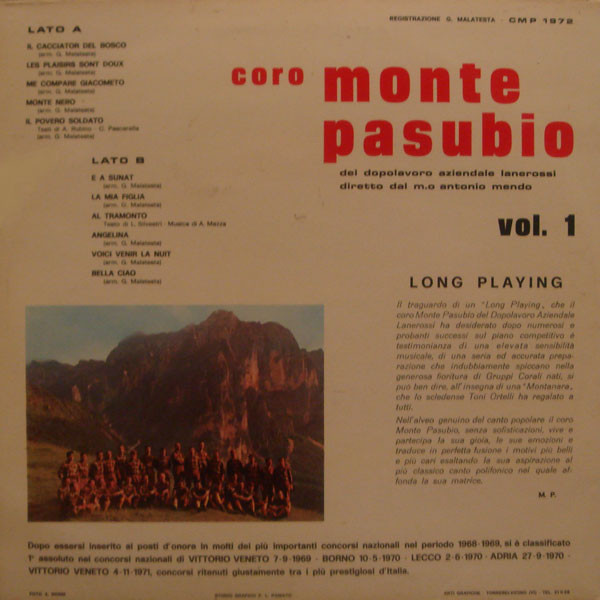 REGISTRAZIONE G. MALATESTA - CMP 1972
LATO A
IL CACCIATOR DEL BOSCO
(arm. G. Malatesta)
LES PLAISIRS SONT DOUX
(arm. G. Malatesta)
ME COMPARE GIACOMETO
(arm. G. Malatesta)
MONTE NERO
(arm. G. Malatesta)
IL POVERO SOLDATO
Testi di A. Rubino - C. Pascarella
LATO B
E A SUNAT
(arm. G. Malatesta)
LA MIA FIGLIA
(arm. G. Malatesta)
AL TRAMONTO
Testo di L. Silvestri - Musica di A. Mazza
ANGELINA
(arm. G. Malatesta)
VOICI VENIR LA NUIT
(arm. G. Malatesta)
BELLA CIAO
(arm. G. Malatesta)
coro monte
pasubio
del dopolavoro aziendale lanerossi
diretto dal m.o antonio mendo
vol. 1
LONG PLAYING
Il traguardo di un "Long Playing„ che il
coro Monte Pasubio del Dopolavoro Aziendale
Lanerossi ha desiderato dopo numerosi e
probanti successi sul piano competitivo è
testimonianza di una elevata sensibilità
musicale, di una seria ed accurata prepa-
razione che indubbiamente spiccano nella
generosa fioritura di Gruppi Corali nati, si
può ben dire, all'insegna di una "Montanara„
che lo scledense Toni Ortelli ha regalato a
tutti.
Nell'alveo genuino del canto popolare il coro
Monte Pasubio, senza sofisticazioni, vive e
partecipa la sua gioia, le sue emozioni e
traduce in perfetta fusione i motivi più belli
e più cari esaltando la sua aspirazione al
più classico canto polifonico nel quale af-
fonda la sua matrice.
M. P.
Dopo essersi inserito ai posti d'onore in molti dei più importanti concorsi nazionali nel periodo 1966-1969, si è classificato
1° assoluto nei concorsi nazionali di VITTORIO VENETO 7-9-1969 - BORNO 10-5-1970 - LECCO 2-6-1970 - ADRIA 27-9-1970 -
VITTORIO VENETO 4-11-1971, concorsi ritenuti giustamente tra i più prestigiosi d'Italia.